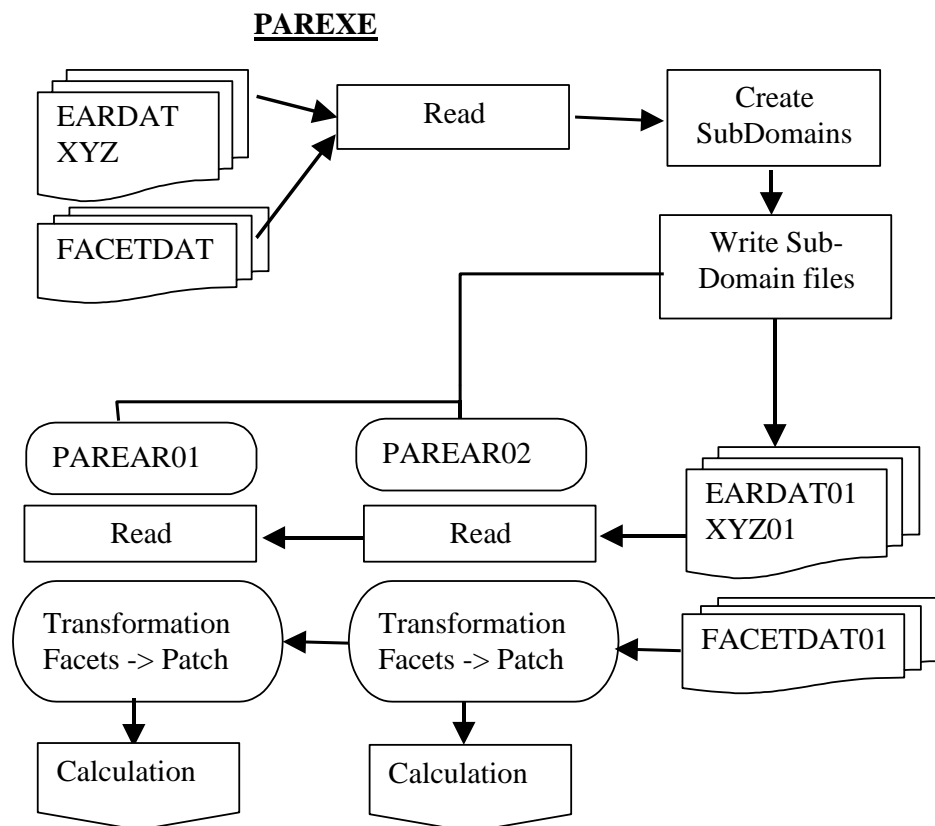 PAREXE
EARDAT
XYZ
Read
Create
SubDomains
FACETDAT
Write Sub-
Domain files
PAREAR01
PAREAR02
EARDAT01
XYZ01
Read
Read
Transformation
Facets -> Patch
Transformation
Facets -> Patch
FACETDAT01
Calculation
Calculation